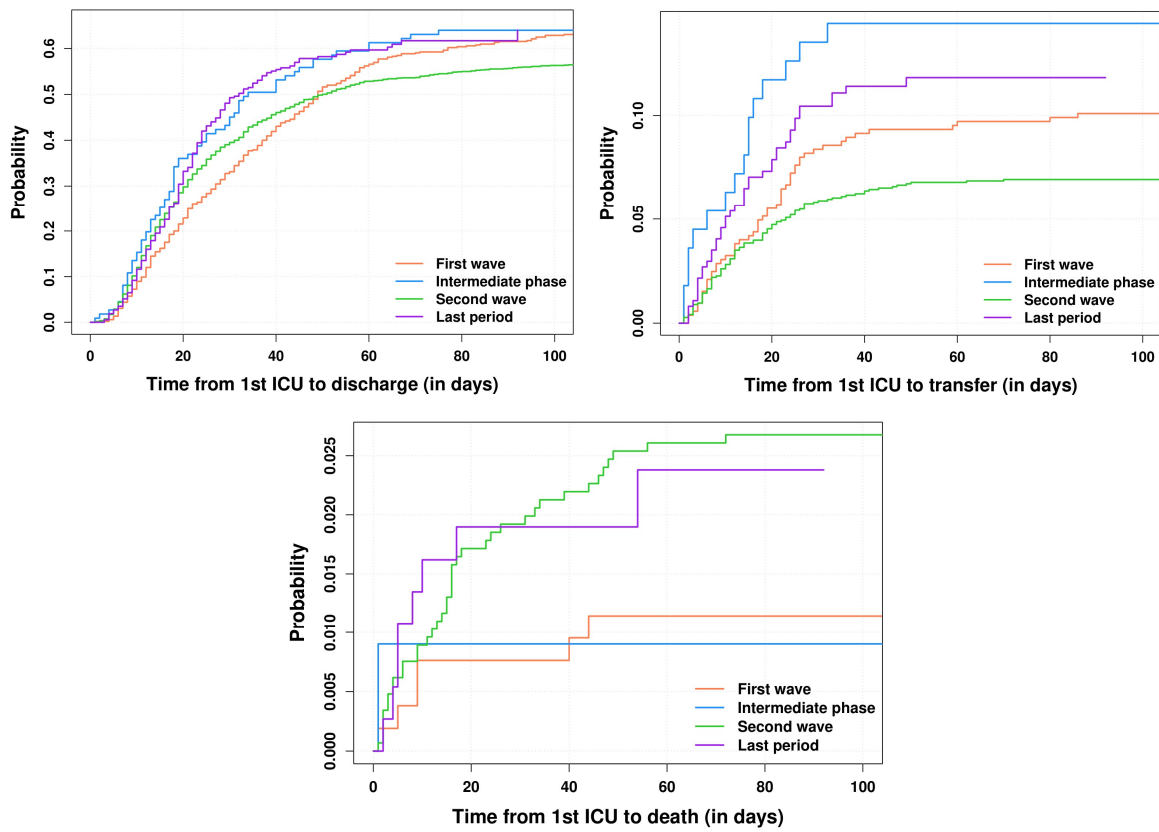 Probability
0.6
0.5
0.4
0.3
0.2
0.1
0.0
First wave
Intermediate phase
Second wave
Last period
0 20 40 60 80 100
Time from 1st ICU to discharge (in days)
Probability
0.10
0.05
0.00
First wave
Intermediate phase
Second wave
Last period
0 20 40 60 80 100
Time from 1st ICU to transfer (in days)
Probability
0.025
0.020
0.015
0.010
0.005
0.000
First wave
Intermediate phase
Second wave
Last period
0 20 40 60 80 100
Time from 1st ICU to death (in days)